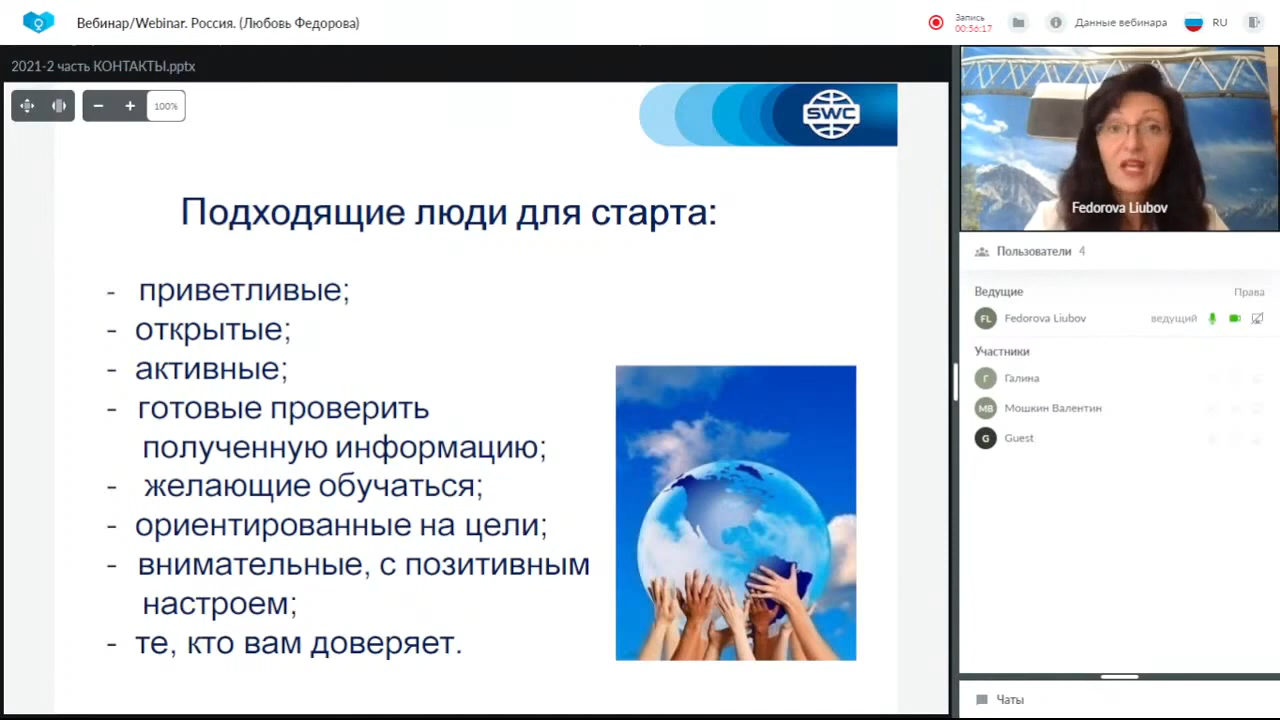 Вебинар/Webinar. Россия. (Любовь Федорова)
Запись
00:56:17
Данные вебинара
RU
2021-2 часть КОНТАКТЫ.pptx
100%
SWC
Подходящие люди для старта:
- приветливые;
- открытые;
- активные;
- готовые проверить
полученную информацию;
- желающие обучаться;
- ориентированные на цели;
- внимательные, с позитивным
настроем;
- те, кто вам доверяет.
Fedorova Liubov
Пользователи 4
Ведущие Права
FL Fedorova Liubov ведущий
Участники
Г Галина
МВ Мошкин Валентин
G Guest
Чаты